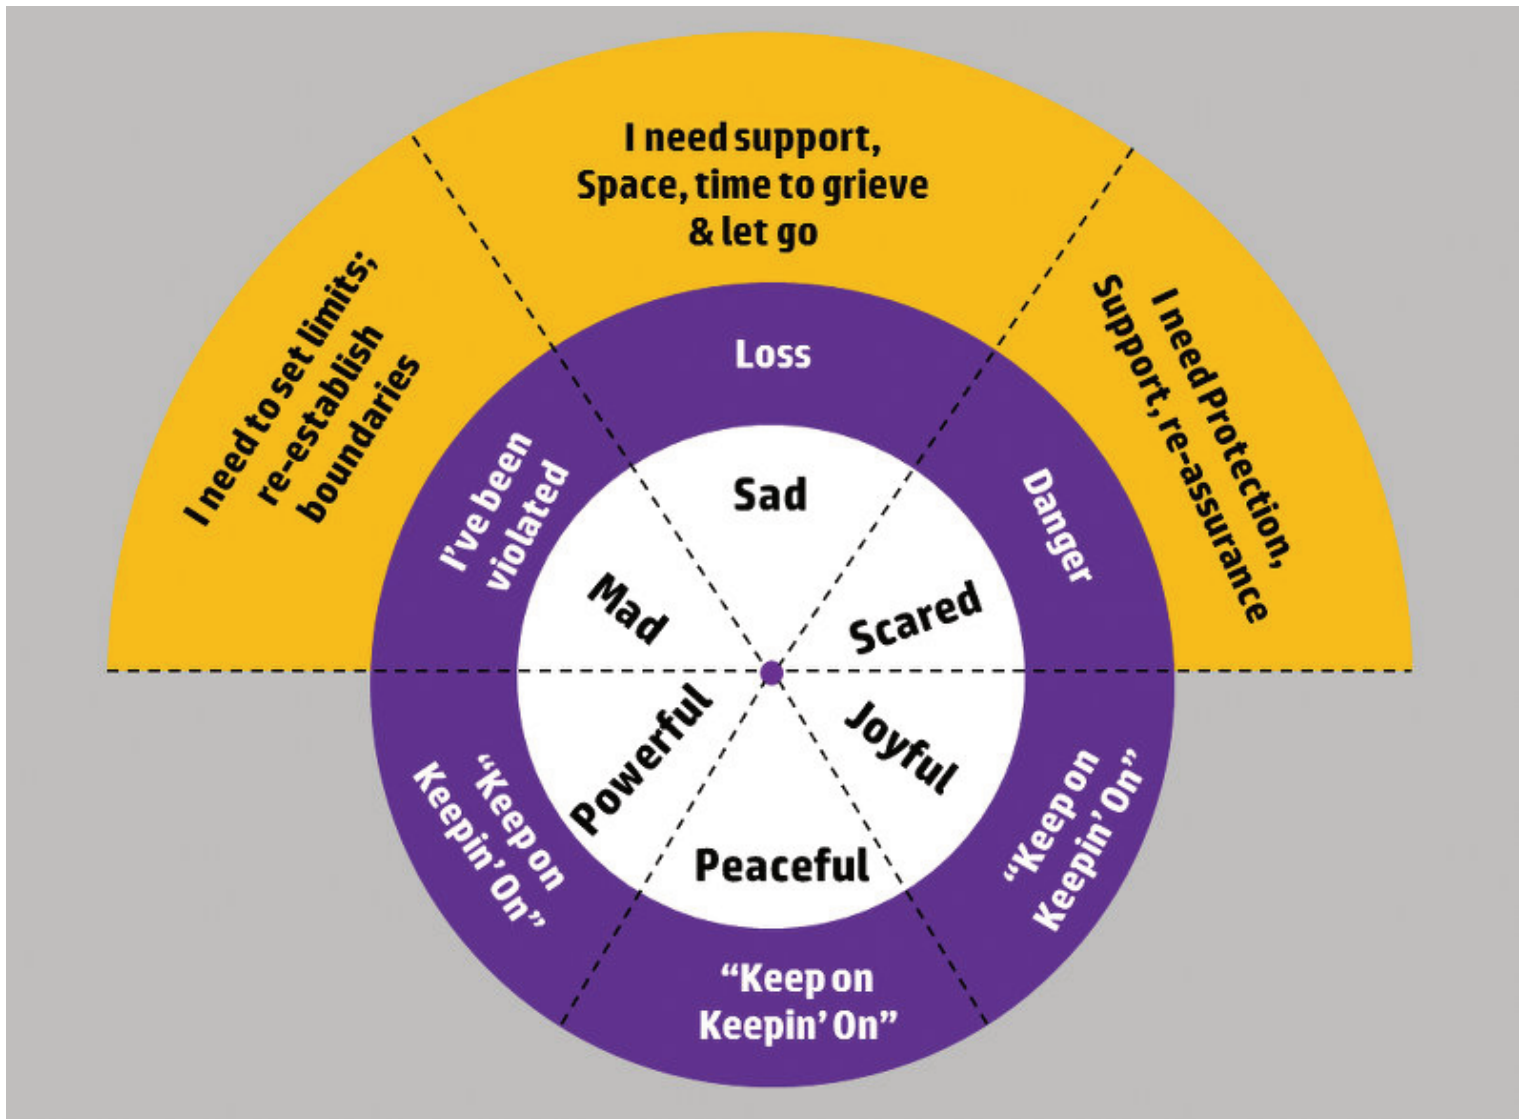 I need support,
Space, time to grieve
& let go
I need to set limits;
re-establish
boundaries
I need Protection,
Support, re-assurance
Loss
I've been
violated
Danger
Sad
Mad
Scared
Powerful
Joyful
Peaceful
“Keep on
Keepin’ On”
“Keep on
Keepin’ On”
“Keep on
Keepin’ On”